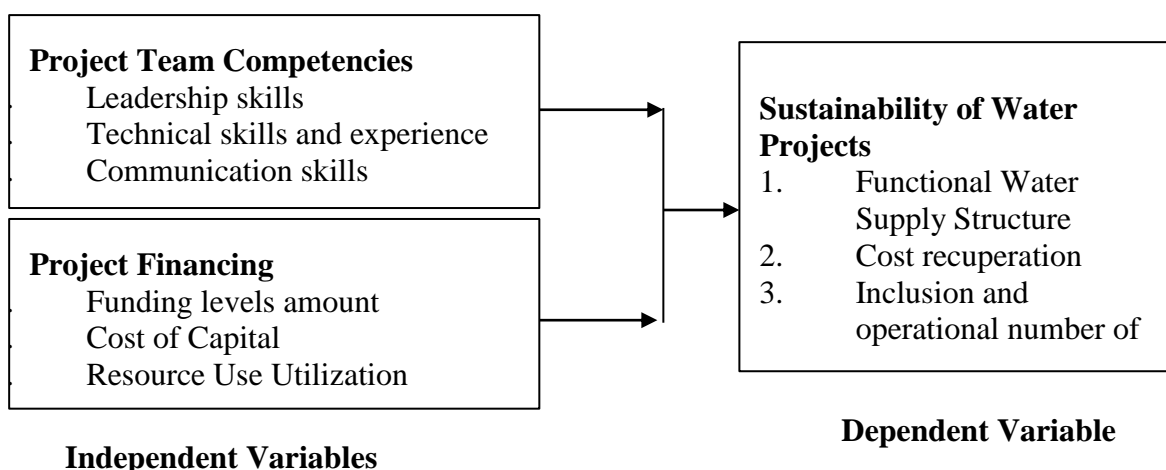 Project Team Competencies
Leadership skills
Technical skills and experience
Communication skills
Project Financing
Funding levels amount
Cost of Capital
Resource Use Utilization
Independent Variables
Sustainability of Water
Projects
1. Functional Water
Supply Structure
2. Cost recuperation
3. Inclusion and
operational number of
Dependent Variable